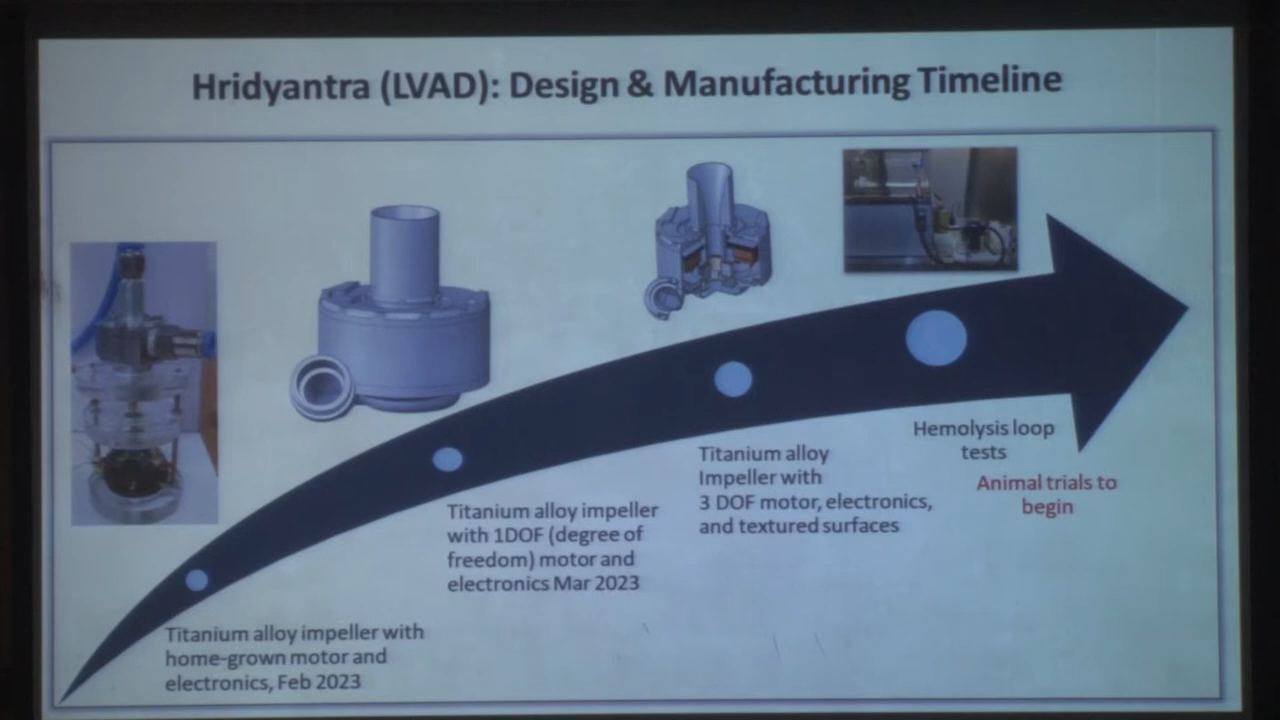 Hridyantra (LVAD): Design & Manufacturing Timeline
Titanium alloy impeller with
home-grown motor and
electronics, Feb 2023
Titanium alloy impeller
with 1DOF (degree of
freedom) motor and
electronics Mar 2023
Titanium alloy
Impeller with
3 DOF motor, electronics,
and textured surfaces
Hemolysis loop
tests
Animal trials to
begin